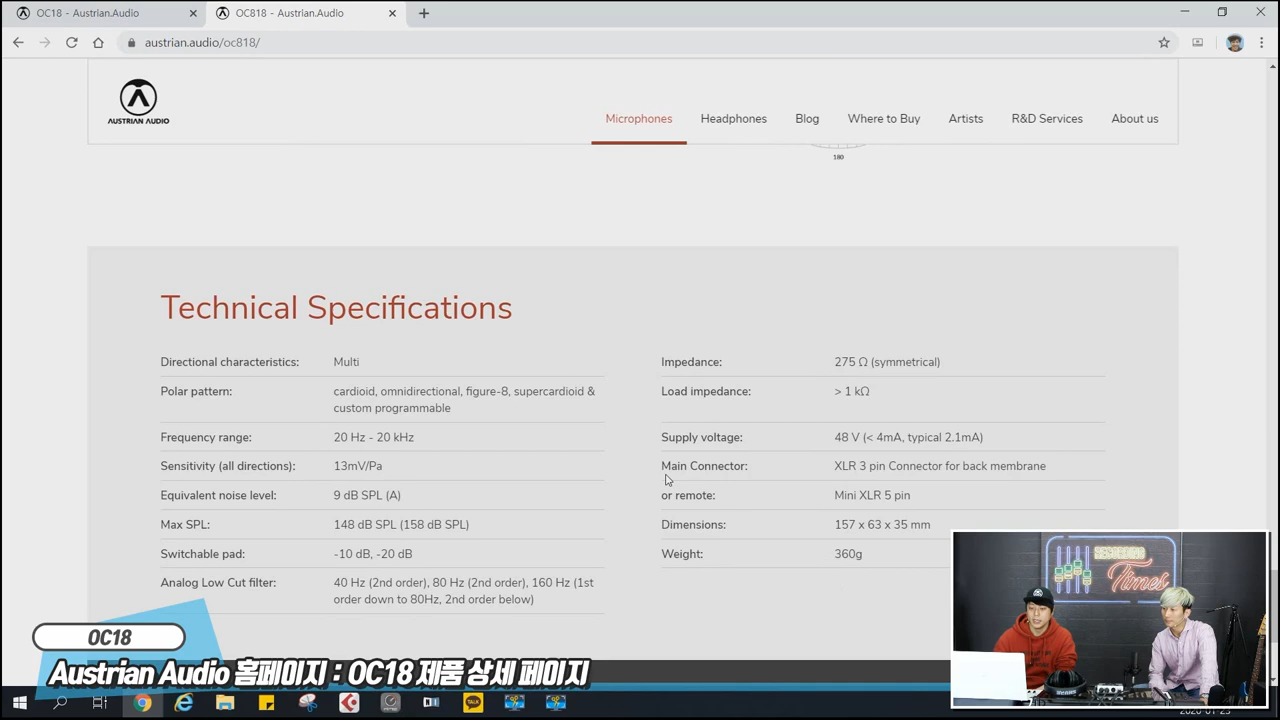 OC18 - Austrian.Audio
OC818 - Austrian.Audio
austrian.audio/oc818/
AUSTRIAN AUDIO
Microphones
Headphones
Blog
Where to Buy
Artists
R&D Services
About us
180
Technical Specifications
Directional characteristics: Multi
Polar pattern: cardioid, omnidirectional, figure-8, supercardioid &
custom programmable
Frequency range: 20 Hz - 20 kHz
Sensitivity (all directions): 13mV/Pa
Equivalent noise level: 9 dB SPL (A)
Max SPL: 148 dB SPL (158 dB SPL)
Switchable pad: -10 dB, -20 dB
Analog Low Cut filter: 40 Hz (2nd order), 80 Hz (2nd order), 160 Hz (1st
order down to 80Hz, 2nd order below)
Impedance: 275 Ω (symmetrical)
Load impedance: > 1 kΩ
Supply voltage: 48 V (< 4mA, typical 2.1mA)
Main Connector: XLR 3 pin Connector for back membrane
or remote: Mini XLR 5 pin
Dimensions: 157 x 63 x 35 mm
Weight: 360g
Times
OC18
Austrian Audio 홈페이지 : OC18 제품 상세 페이지
TALK